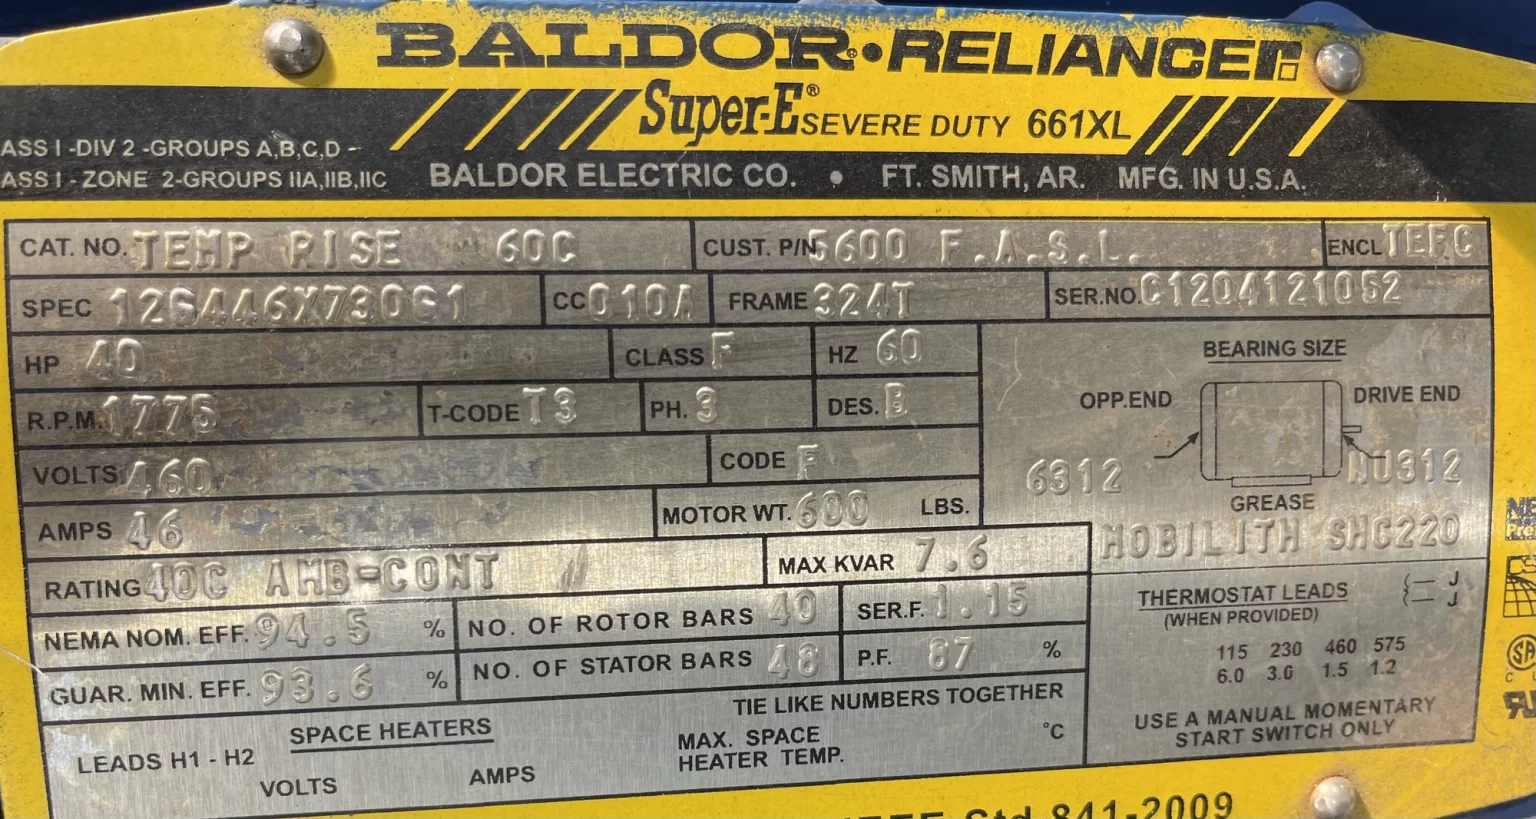 BALDOR®•RELIANCER
Super-E® SEVERE DUTY 661XL
ASS I -DIV 2 -GROUPS A,B,C,D -
ASS I - ZONE 2-GROUPS IIA,IIB,IIC
BALDOR ELECTRIC CO. • FT. SMITH, AR. MFG. IN U.S.A.
CAT. NO. TEMP RISE 60C CUST. P/N 5600 F.A.S.L. ENCL TEFC
SPEC 12G446X730G1 CC 010A FRAME 324T SER.NO. C1204121052
HP 40 CLASS F HZ 60
R.P.M. 1775 T-CODE T3 PH. 3 DES. B
VOLTS 460 CODE F
AMPS 46 MOTOR WT. 600 LBS.
RATING 40C AMB-CONT MAX KVAR 7.6
NEMA NOM. EFF. 94.5 % NO. OF ROTOR BARS 40 SER.F. 1.15
GUAR. MIN. EFF. 93.6 % NO. OF STATOR BARS 48 P.F. 87 %
SPACE HEATERS TIE LIKE NUMBERS TOGETHER
LEADS H1 - H2 MAX. SPACE °C
HEATER TEMP.
VOLTS AMPS
BEARING SIZE
OPP.END DRIVE END
6312 NU312
GREASE
MOBILITH SHC220
THERMOSTAT LEADS J
(WHEN PROVIDED) J
115 230 460 575
6.0 3.0 1.5 1.2
USE A MANUAL MOMENTARY
START SWITCH ONLY
Std 841-2009